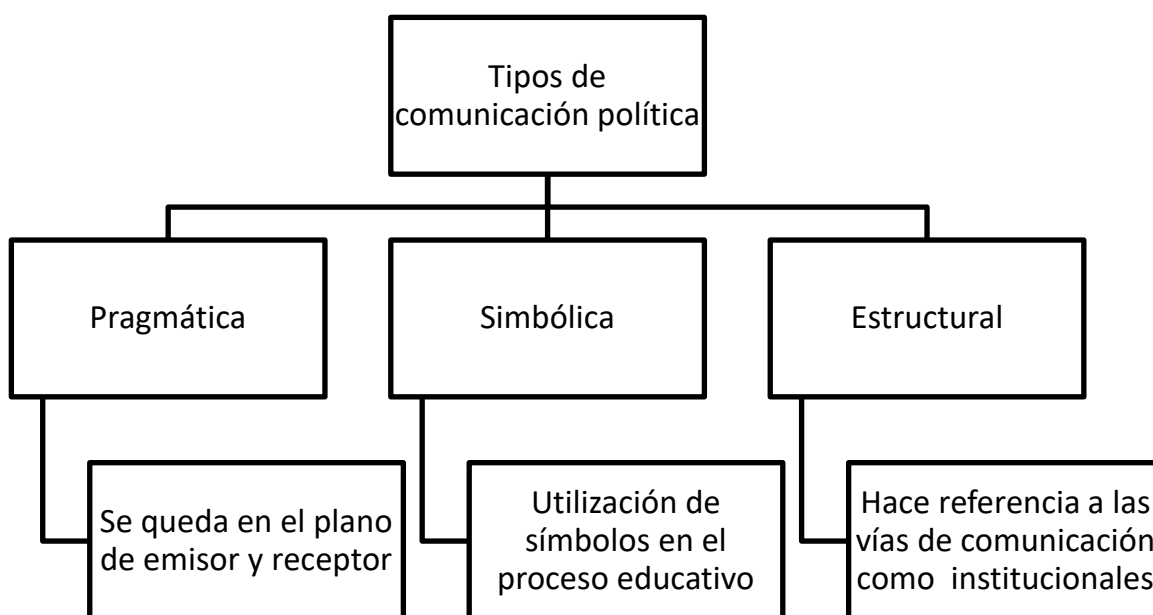 Tipos de
comunicación política
Pragmática
Simbólica
Estructural
Se queda en el plano
de emisor y receptor
Utilización de
símbolos en el
proceso educativo
Hace referencia a las
vías de comunicación
como institucionales